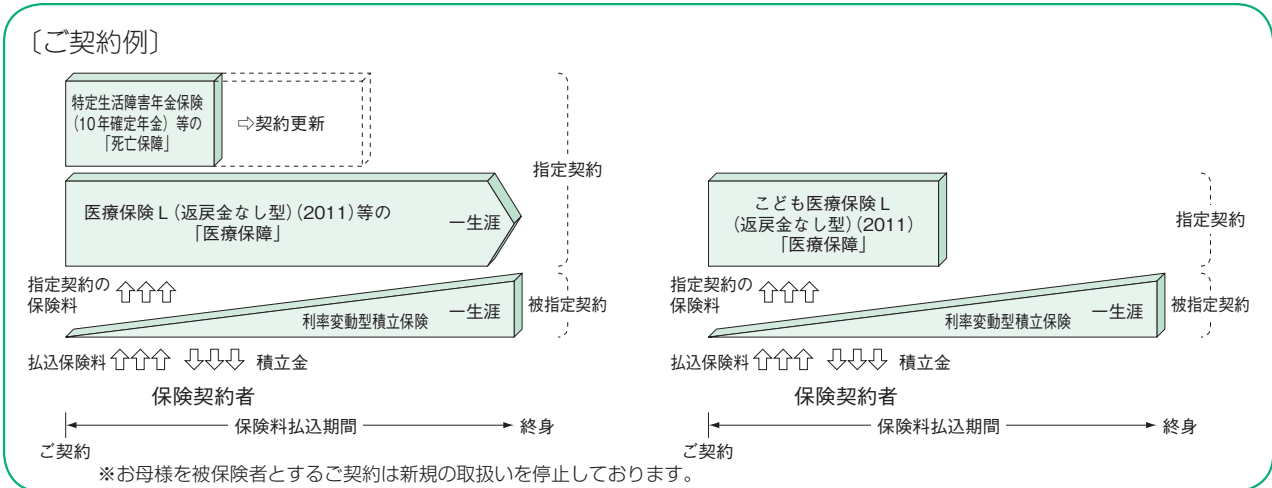 〔ご契約例〕
特定生活障害年金保険
(10年確定年金) 等の
「死亡保障」
⇨契約更新
指定契約
医療保険L(返戻金なし型)(2011)等の
「医療保障」
一生涯
指定契約の
保険料
利率変動型積立保険
一生涯
被指定契約
払込保険料
積立金
保険契約者
保険料払込期間
終身
ご契約
こども医療保険L
(返戻金なし型)(2011)
「医療保障」
指定契約
指定契約の
保険料
利率変動型積立保険
一生涯
被指定契約
払込保険料
積立金
保険契約者
保険料払込期間
終身
ご契約
※お母様を被保険者とするご契約は新規の取扱いを停止しております。